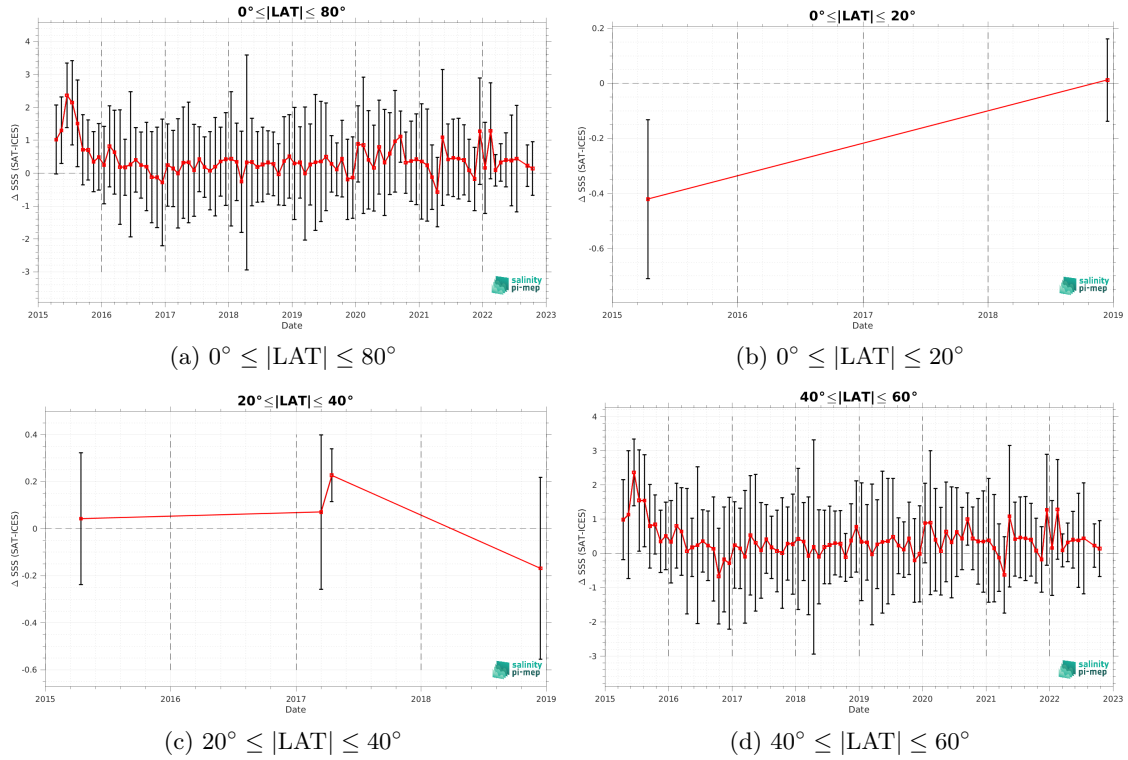 0°≤|LAT|≤ 80°
Δ SSS (SAT-ICES)
4
3
2
1
0
-1
-2
-3
2015 2016 2017 2018 2019 2020 2021 2022 2023
Date
salinity
pi-mep
(a) 0° ≤ |LAT| ≤ 80°
0°≤|LAT|≤ 20°
Δ SSS (SAT-ICES)
0.2
0
-0.2
-0.4
-0.6
2015 2016 2017 2018 2019
Date
salinity
pi-mep
(b) 0° ≤ |LAT| ≤ 20°
20°≤|LAT|≤ 40°
Δ SSS (SAT-ICES)
0.4
0.2
0
-0.2
-0.4
-0.6
2015 2016 2017 2018 2019
Date
salinity
pi-mep
(c) 20° ≤ |LAT| ≤ 40°
40°≤|LAT|≤ 60°
Δ SSS (SAT-ICES)
4
3
2
1
0
-1
-2
-3
2015 2016 2017 2018 2019 2020 2021 2022 2023
Date
salinity
pi-mep
(d) 40° ≤ |LAT| ≤ 60°